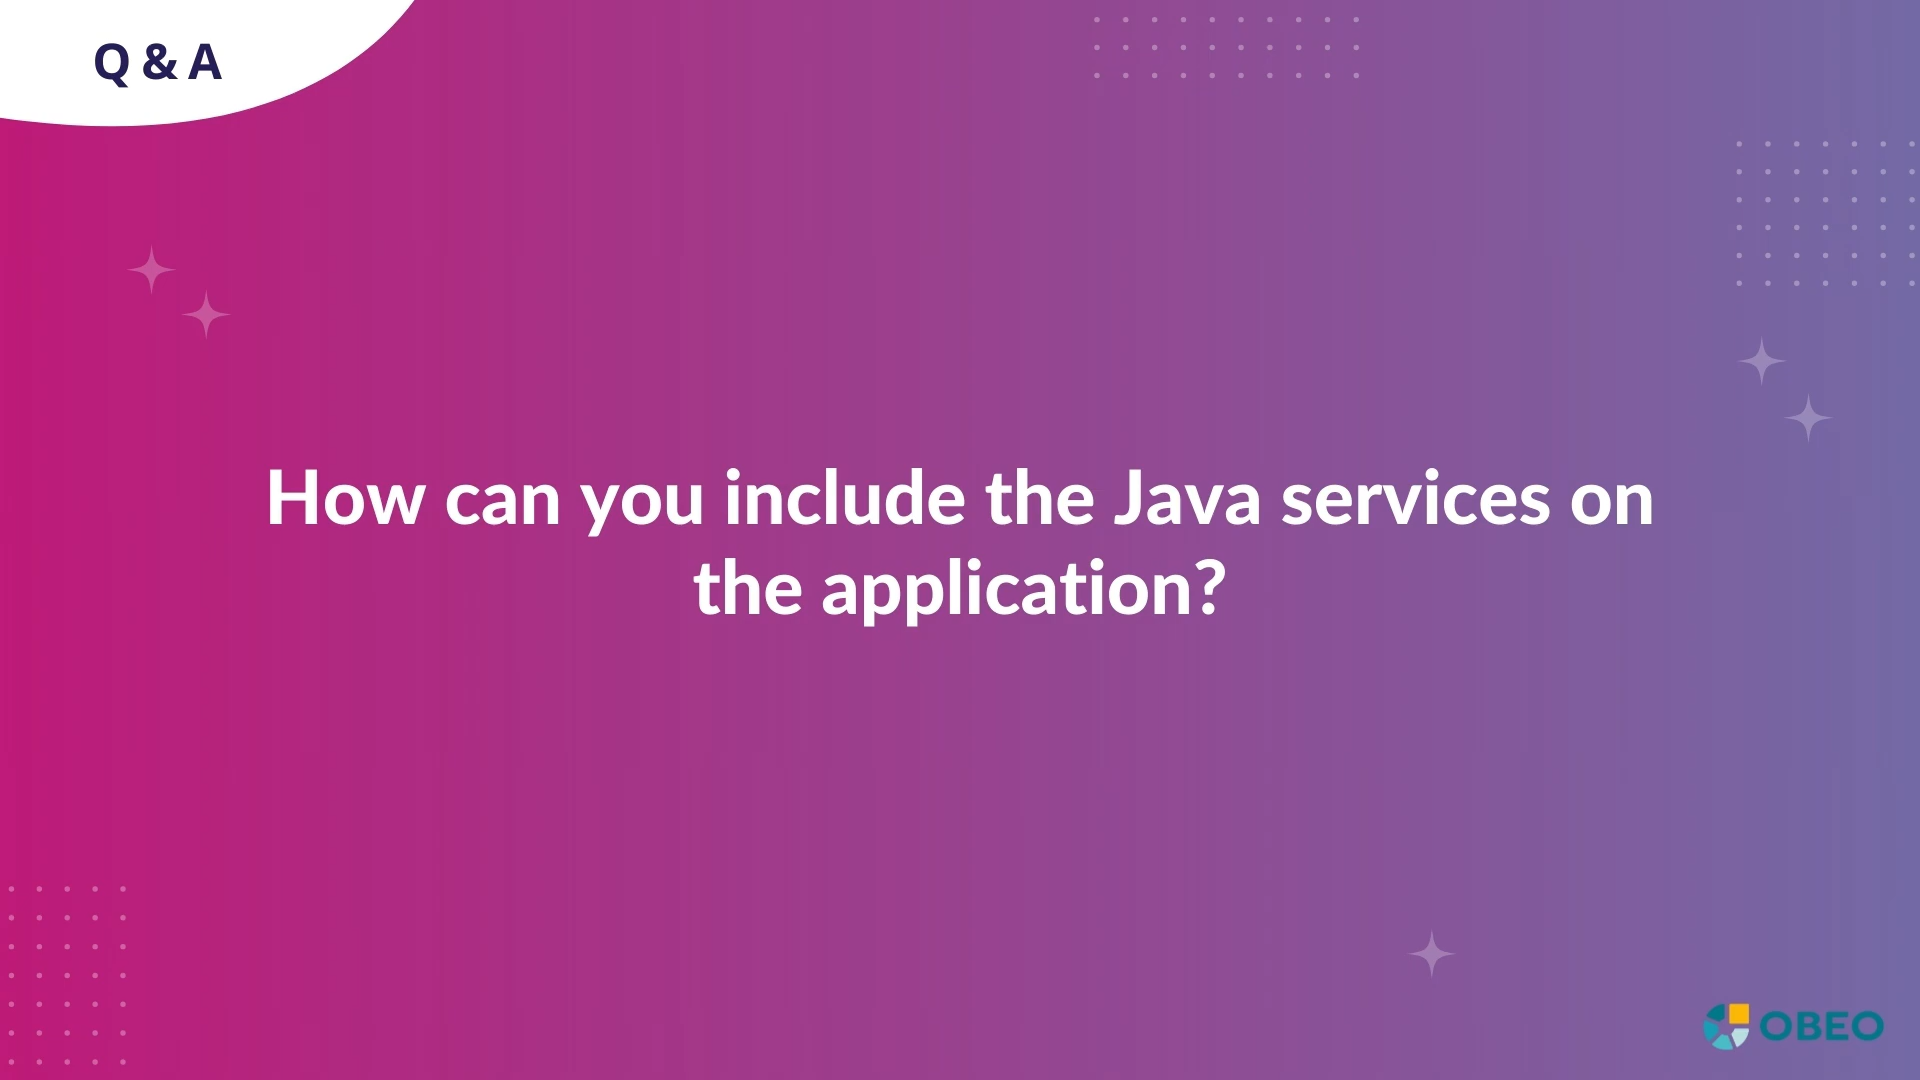 Q & A
How can you include the Java services on
the application?
OBEO